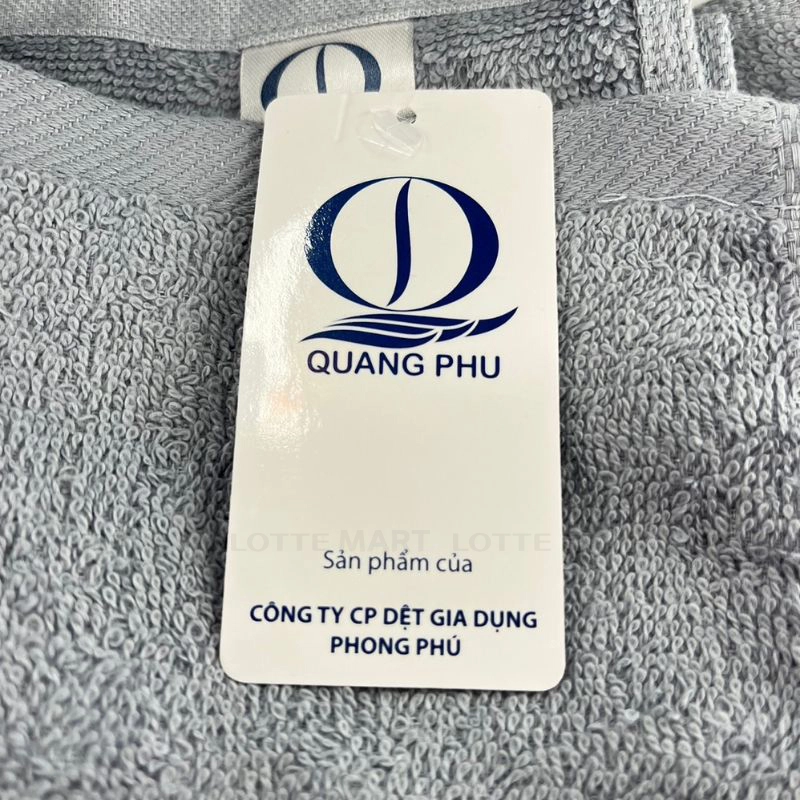 QUANG PHU
LOTTE MART LOTTE
Sản phẩm của
CÔNG TY CP DỆT GIA DỤNG
PHONG PHÚ